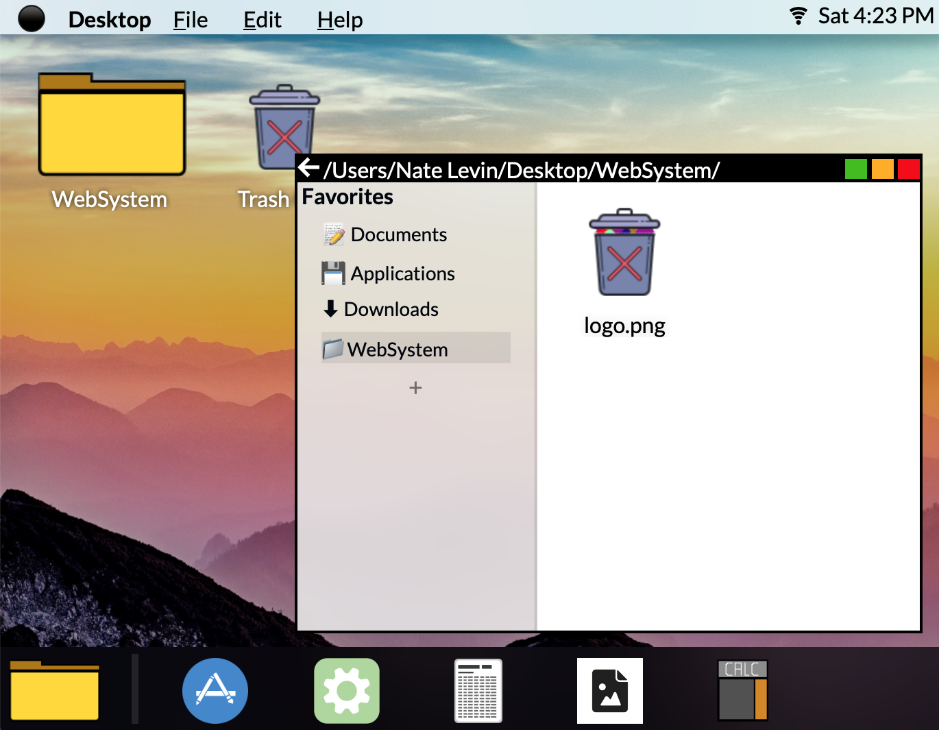 Desktop File Edit Help Sat 4:23 PM
WebSystem
Trash
/Users/Nate Levin/Desktop/WebSystem/
Favorites
Documents
Applications
Downloads
WebSystem
+
logo.png
CALC